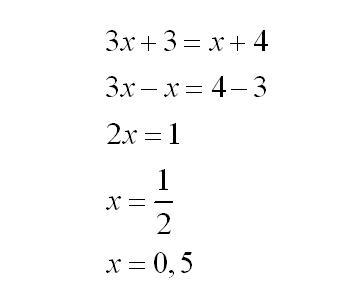 3x + 3 = x + 4
3x − x = 4 − 3
2x = 1
x = 1/2
x = 0,5